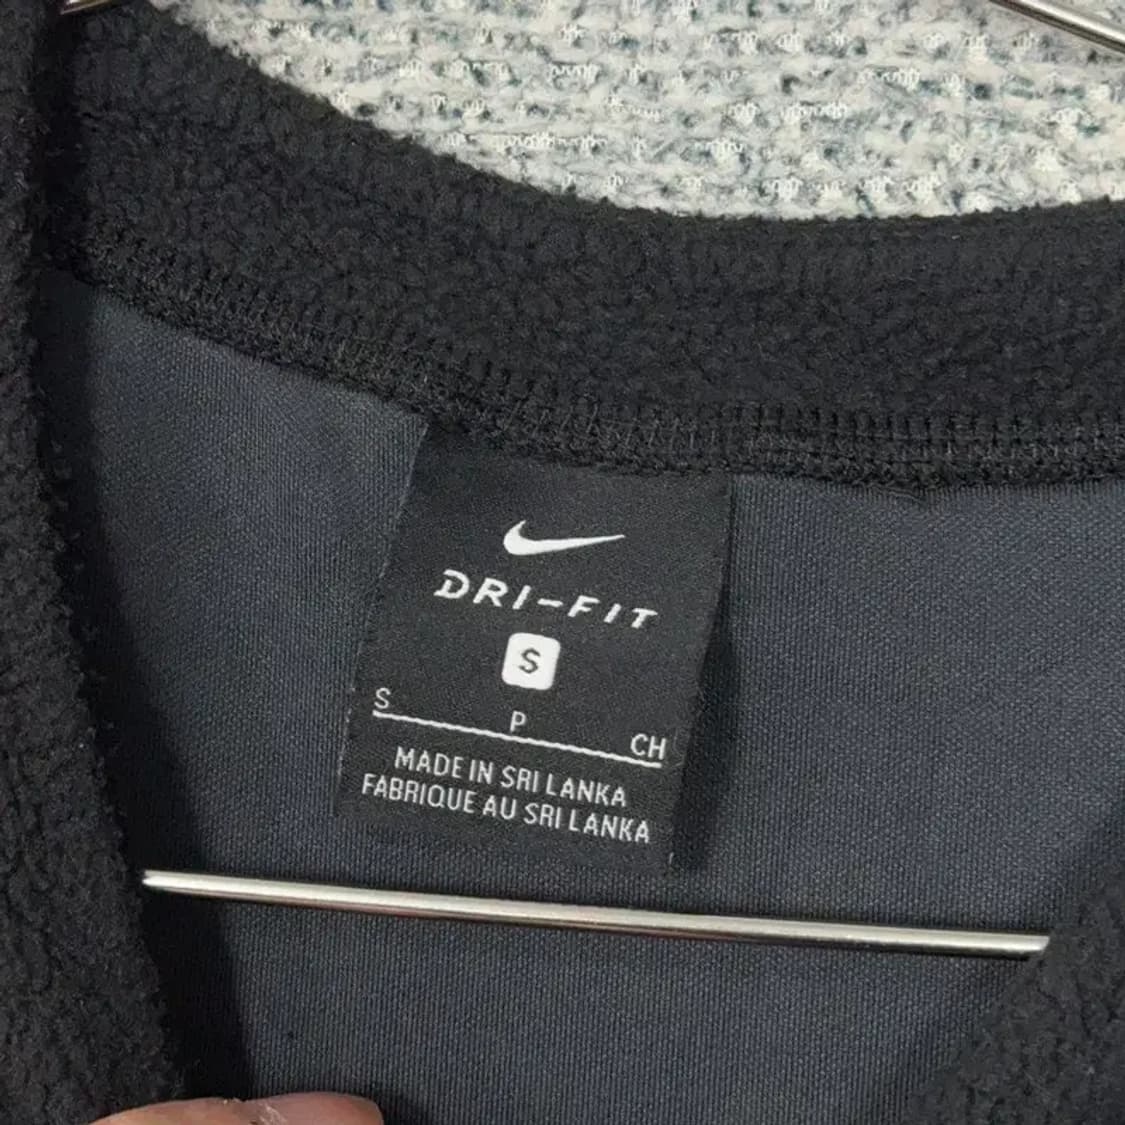 DRI-FIT
S
S P CH
MADE IN SRI LANKA
FABRIQUE AU SRI LANKA